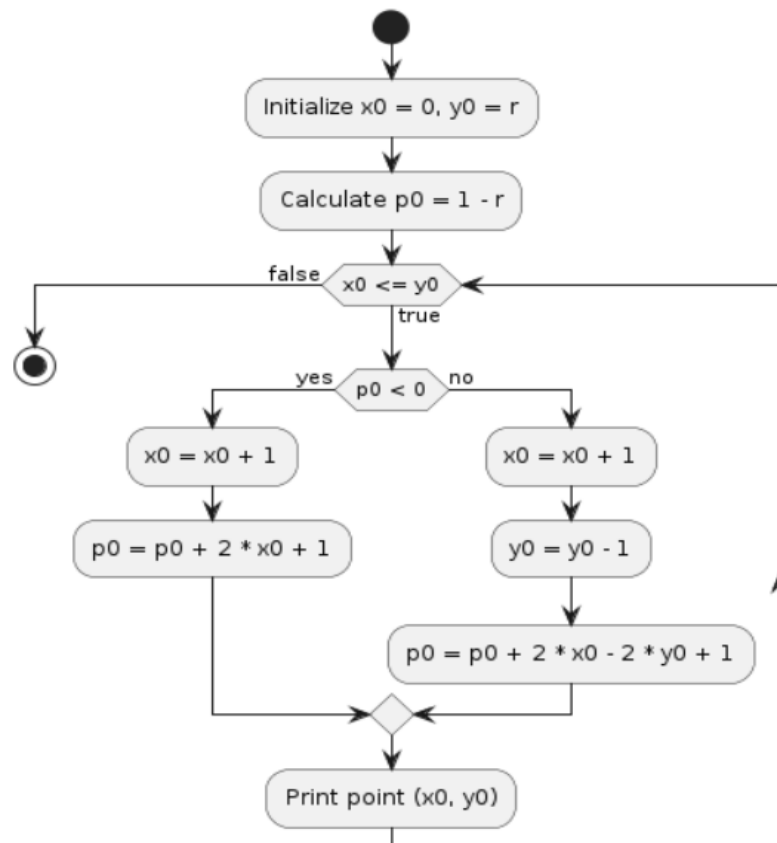 Initialize x0 = 0, y0 = r
Calculate p0 = 1 - r
false
x0 <= y0
true
yes
p0 < 0
no
x0 = x0 + 1
x0 = x0 + 1
p0 = p0 + 2 * x0 + 1
y0 = y0 - 1
p0 = p0 + 2 * x0 - 2 * y0 + 1
Print point (x0, y0)